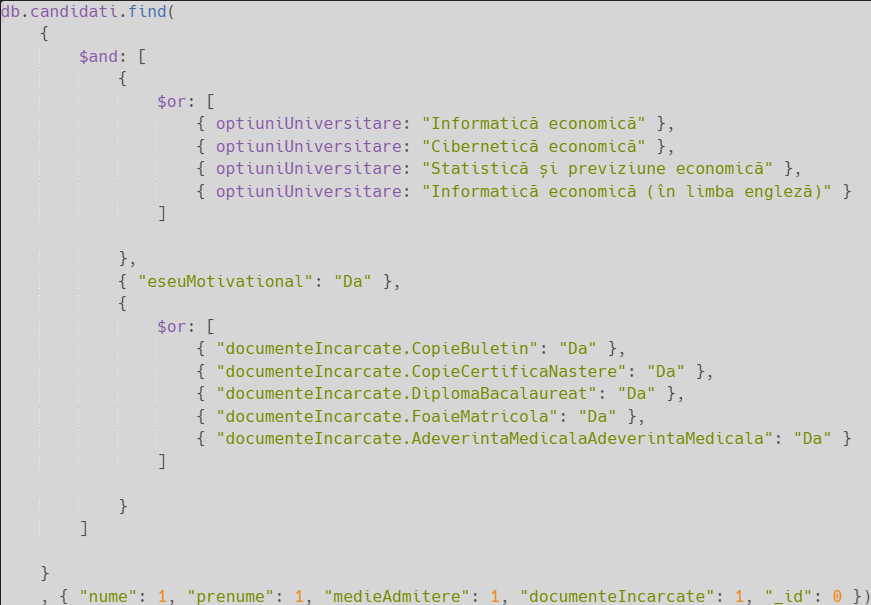 db.candidati.find(
{
$and: [
{
$or: [
{ optiuniUniversitare: "Informatică economică" },
{ optiuniUniversitare: "Cibernetică economică" },
{ optiuniUniversitare: "Statistică și previziune economică" },
{ optiuniUniversitare: "Informatică economică (în limba engleză)" }
]
},
{ "eseuMotivational": "Da" },
{
$or: [
{ "documenteIncarcate.CopieBuletin": "Da" },
{ "documenteIncarcate.CopieCertificaNastere": "Da" },
{ "documenteIncarcate.DiplomaBacalaureat": "Da" },
{ "documenteIncarcate.FoaieMatricola": "Da" },
{ "documenteIncarcate.AdeverintaMedicalaAdeverintaMedicala": "Da" }
]
}
]
}
, { "nume": 1, "prenume": 1, "medieAdmitere": 1, "documenteIncarcate": 1, "_id": 0 })